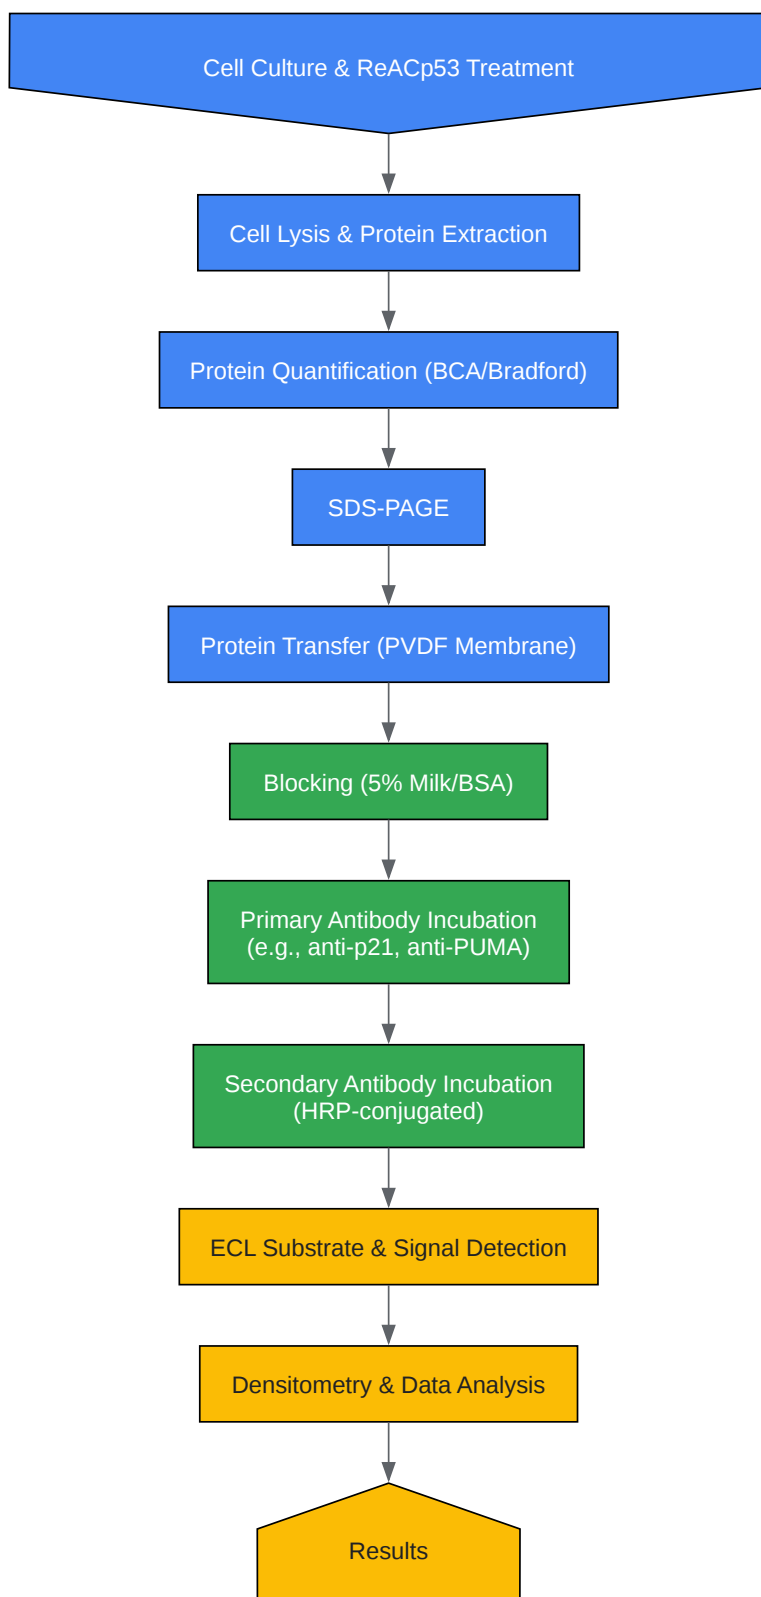 Cell Culture & ReACp53 Treatment
Cell Lysis & Protein Extraction
Protein Quantification (BCA/Bradford)
SDS-PAGE
Protein Transfer (PVDF Membrane)
Blocking (5% Milk/BSA)
Primary Antibody Incubation
(e.g., anti-p21, anti-PUMA)
Secondary Antibody Incubation
(HRP-conjugated)
ECL Substrate & Signal Detection
Densitometry & Data Analysis
Results